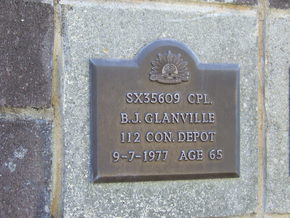 SX35609 CPL.
B.J. GLANVILLE
112 CON. DEPOT
9-7-1977 AGE 65